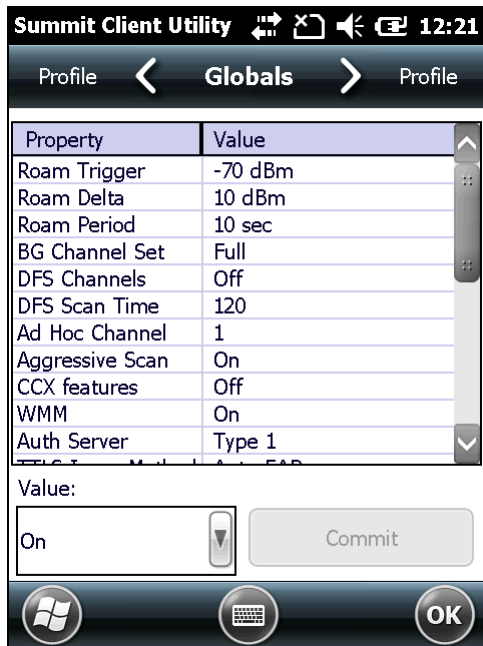 Summit Client Utility 12:21
Profile Globals Profile
Property Value
Roam Trigger -70 dBm
Roam Delta 10 dBm
Roam Period 10 sec
BG Channel Set Full
DFS Channels Off
DFS Scan Time 120
Ad Hoc Channel 1
Aggressive Scan On
CCX features Off
WMM On
Auth Server Type 1
Value:
On Commit
OK